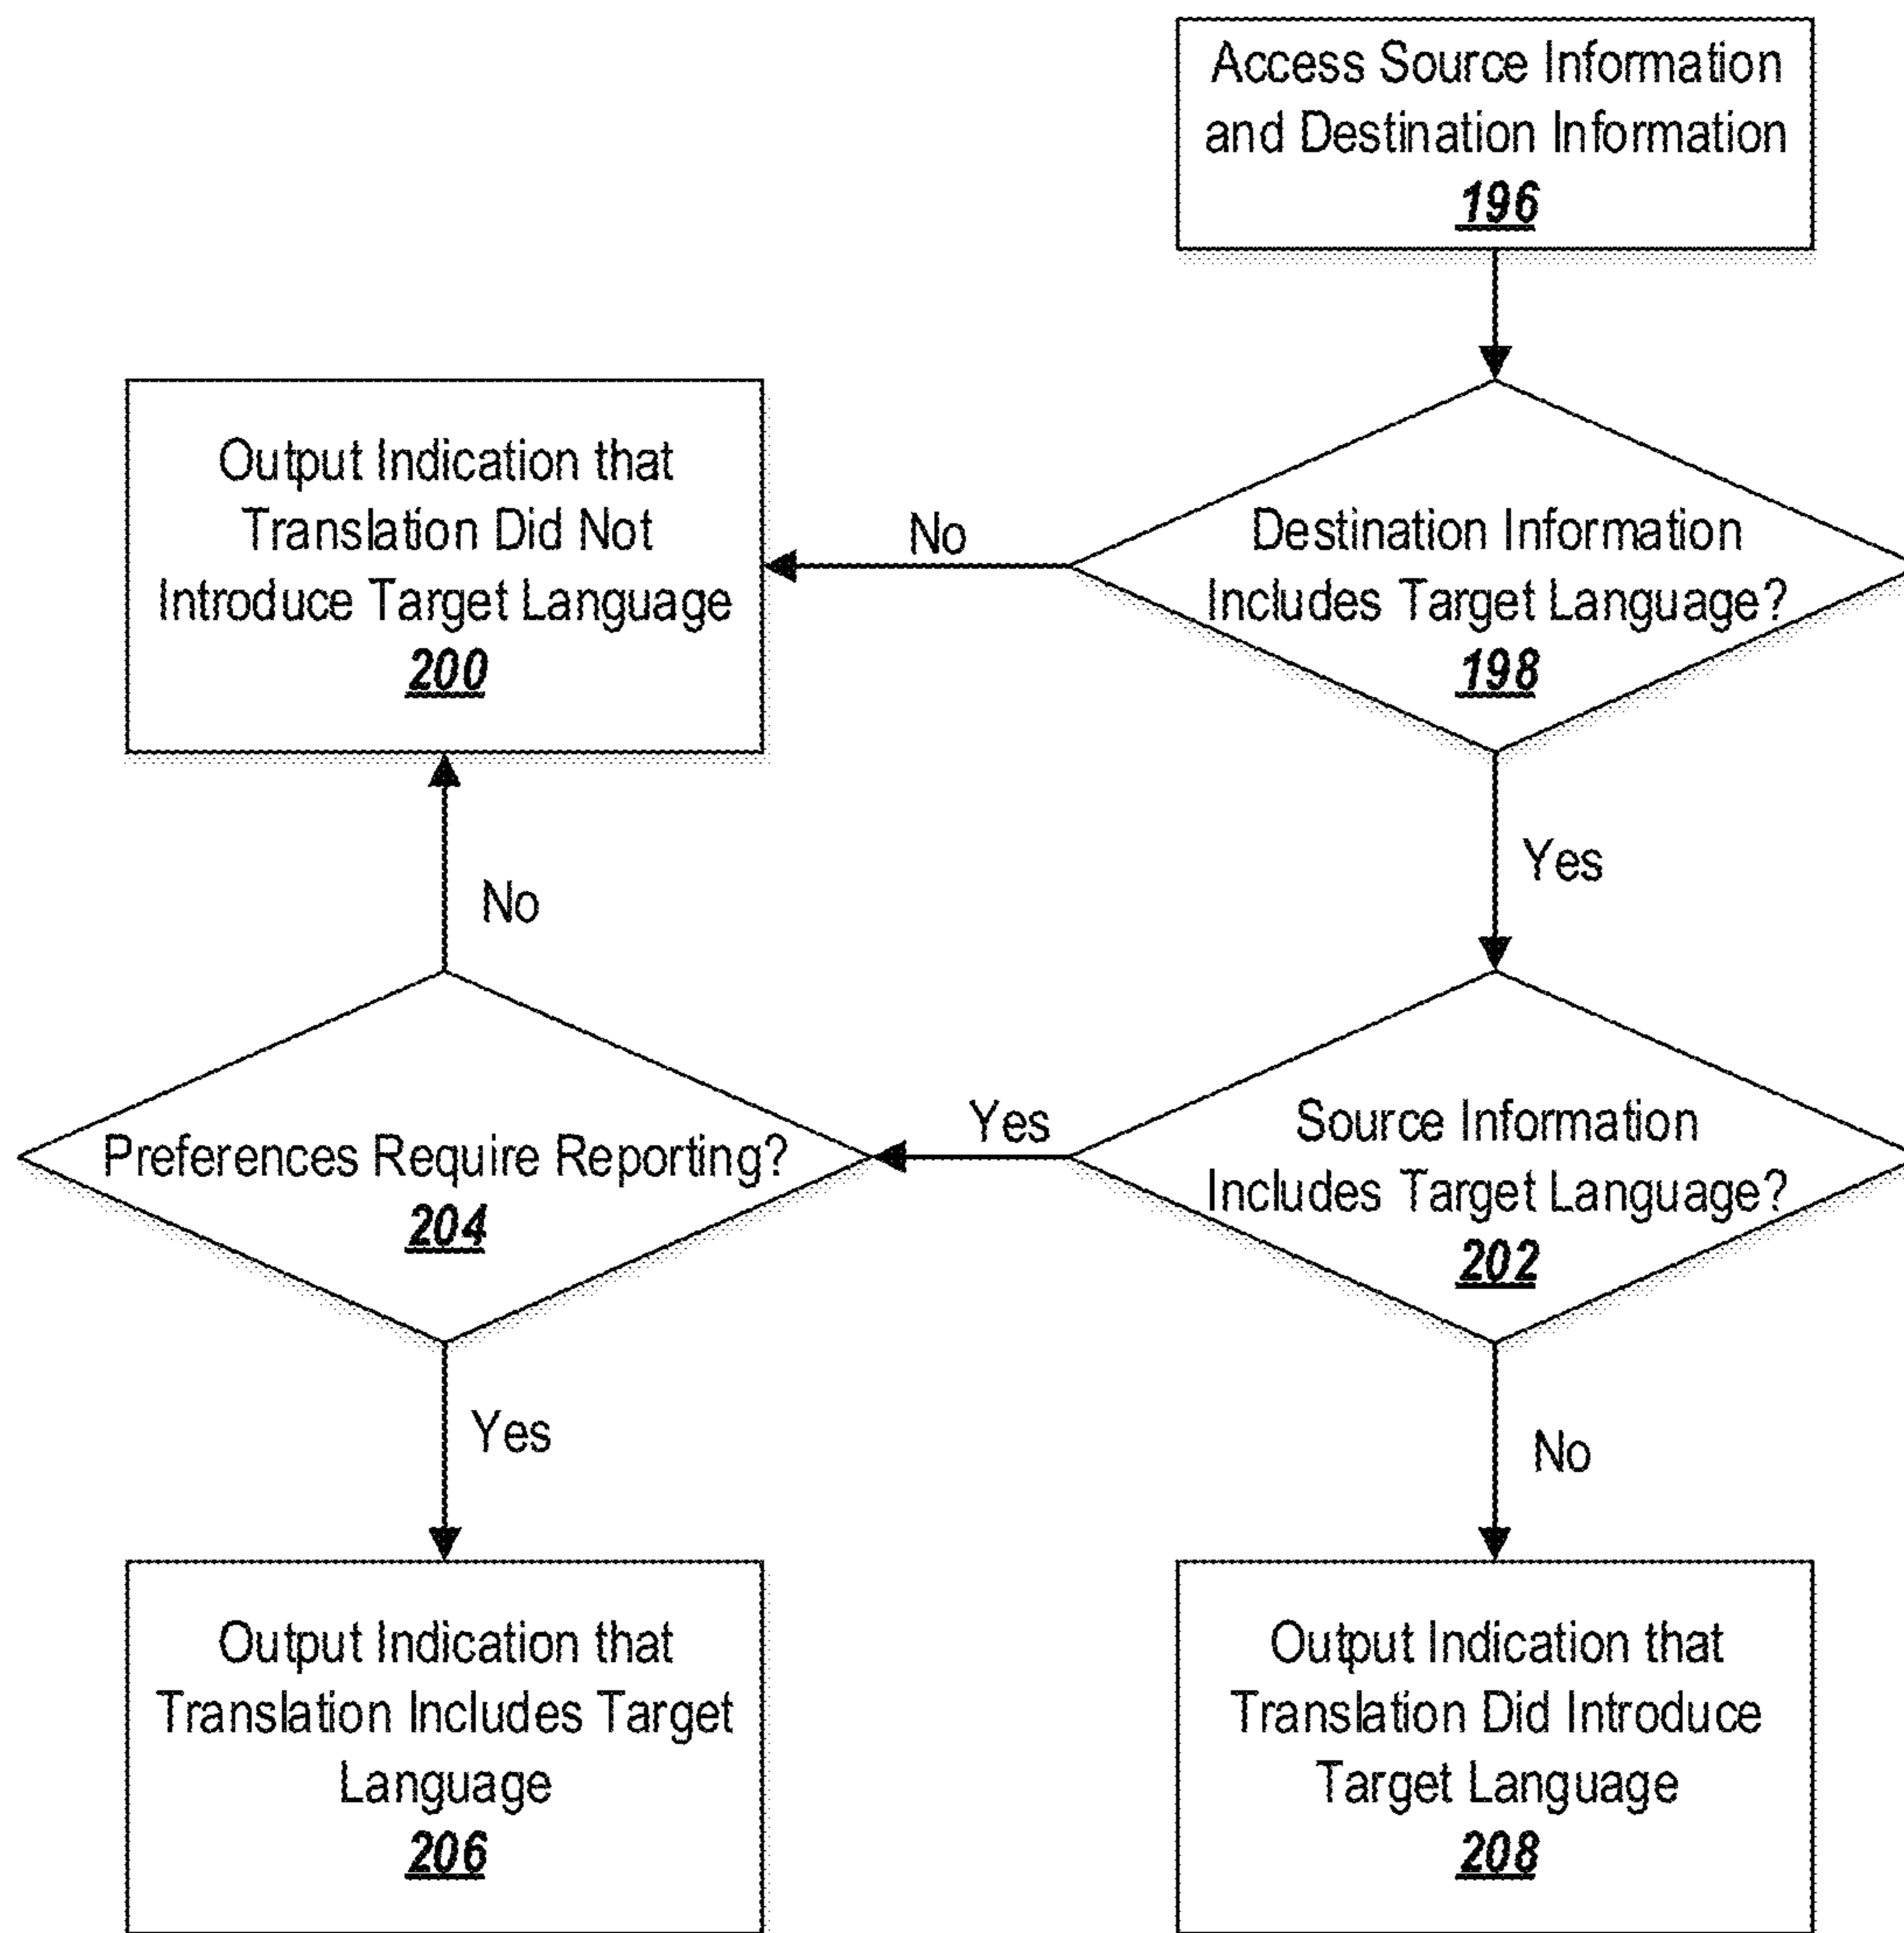 Access Source Information
and Destination Information
196
Output Indication that
Translation Did Not
Introduce Target Language
200
No
Destination Information
Includes Target Language?
198
Yes
No
Preferences Require Reporting?
204
Yes
Source Information
Includes Target Language?
202
Yes
No
Output Indication that
Translation Includes Target
Language
206
Output Indication that
Translation Did Introduce
Target Language
208